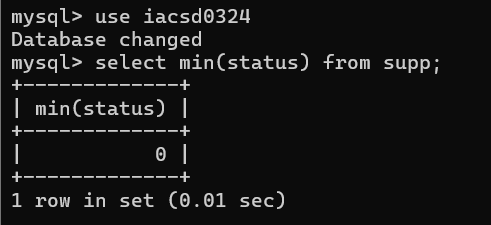 mysql> use iacsd0324
Database changed
mysql> select min(status) from supp;
+-------------+
| min(status) |
+-------------+
|           0 |
+-------------+
1 row in set (0.01 sec)